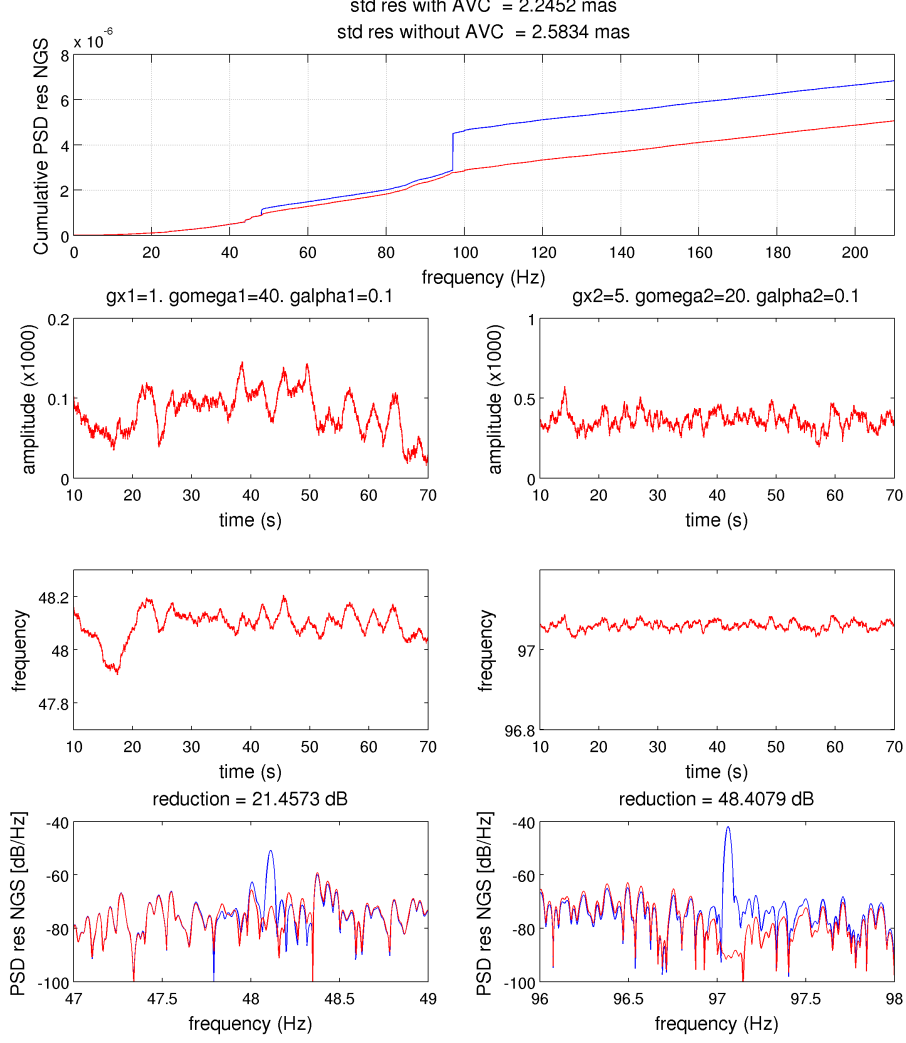 std res with AVC = 2.2452 mas
std res without AVC = 2.5834 mas
x 10^-6
Cumulative PSD res NGS
8
6
4
2
0
0 20 40 60 80 100 120 140 160 180 200
frequency (Hz)
gx1=1. gomega1=40. galpha1=0.1
amplitude (x1000)
0.2
0.1
0
10 20 30 40 50 60 70
time (s)
gx2=5. gomega2=20. galpha2=0.1
amplitude (x1000)
1
0.5
0
10 20 30 40 50 60 70
time (s)
frequency
48.2
48
47.8
10 20 30 40 50 60 70
time (s)
frequency
97
96.8
10 20 30 40 50 60 70
time (s)
reduction = 21.4573 dB
PSD res NGS [dB/Hz]
-40
-60
-80
-100
47 47.5 48 48.5 49
frequency (Hz)
reduction = 48.4079 dB
PSD res NGS [dB/Hz]
-40
-60
-80
-100
96 96.5 97 97.5 98
frequency (Hz)